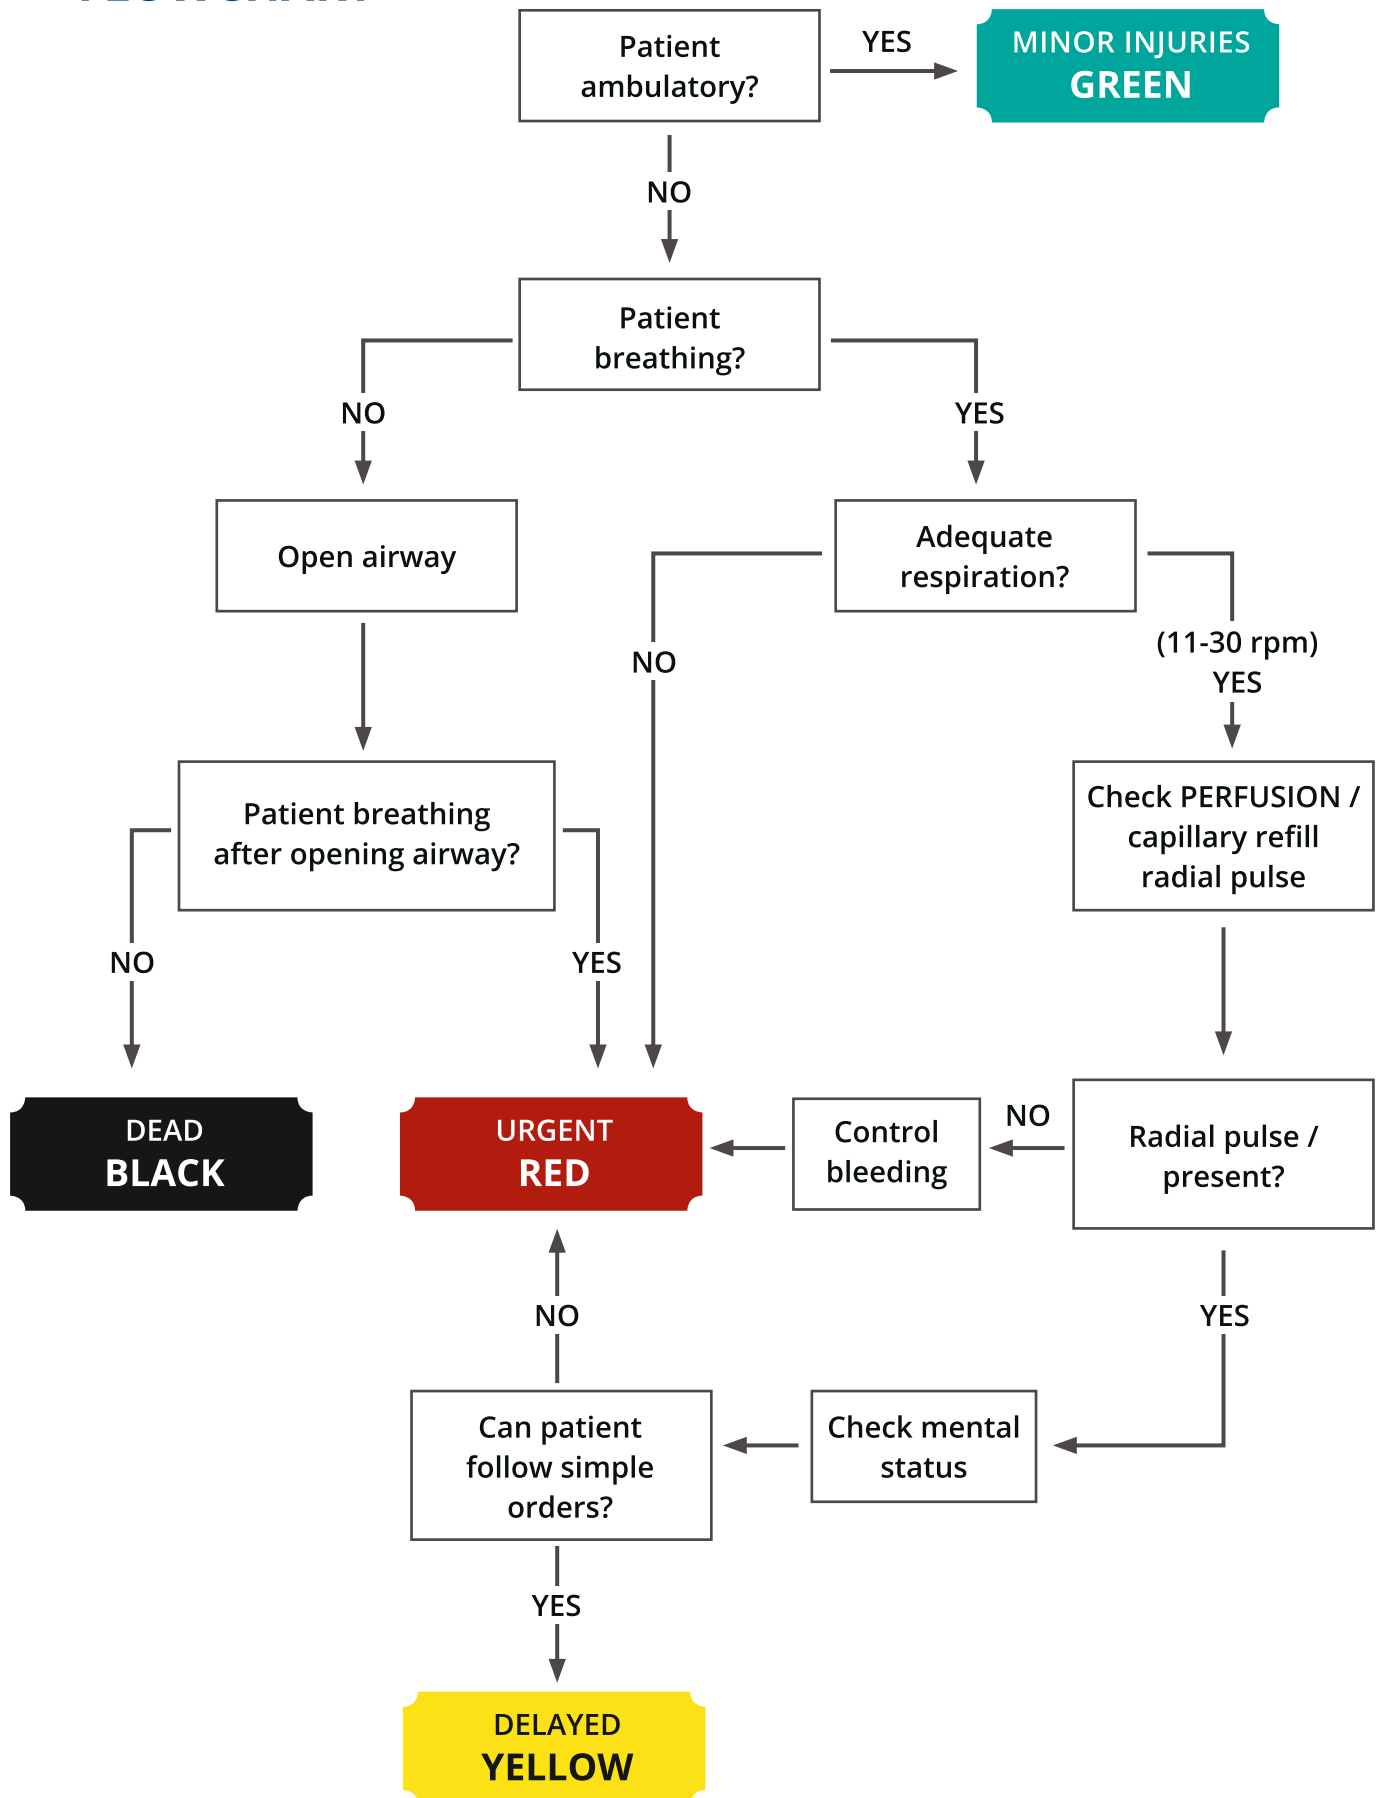 Patient
ambulatory?
YES
MINOR INJURIES
GREEN
NO
Patient
breathing?
NO
YES
Open airway
Adequate
respiration?
NO
(11-30 rpm)
YES
Patient breathing
after opening airway?
Check PERFUSION /
capillary refill
radial pulse
NO
YES
DEAD
BLACK
URGENT
RED
Control
bleeding
NO
Radial pulse /
present?
NO
YES
Can patient
follow simple
orders?
Check mental
status
YES
DELAYED
YELLOW